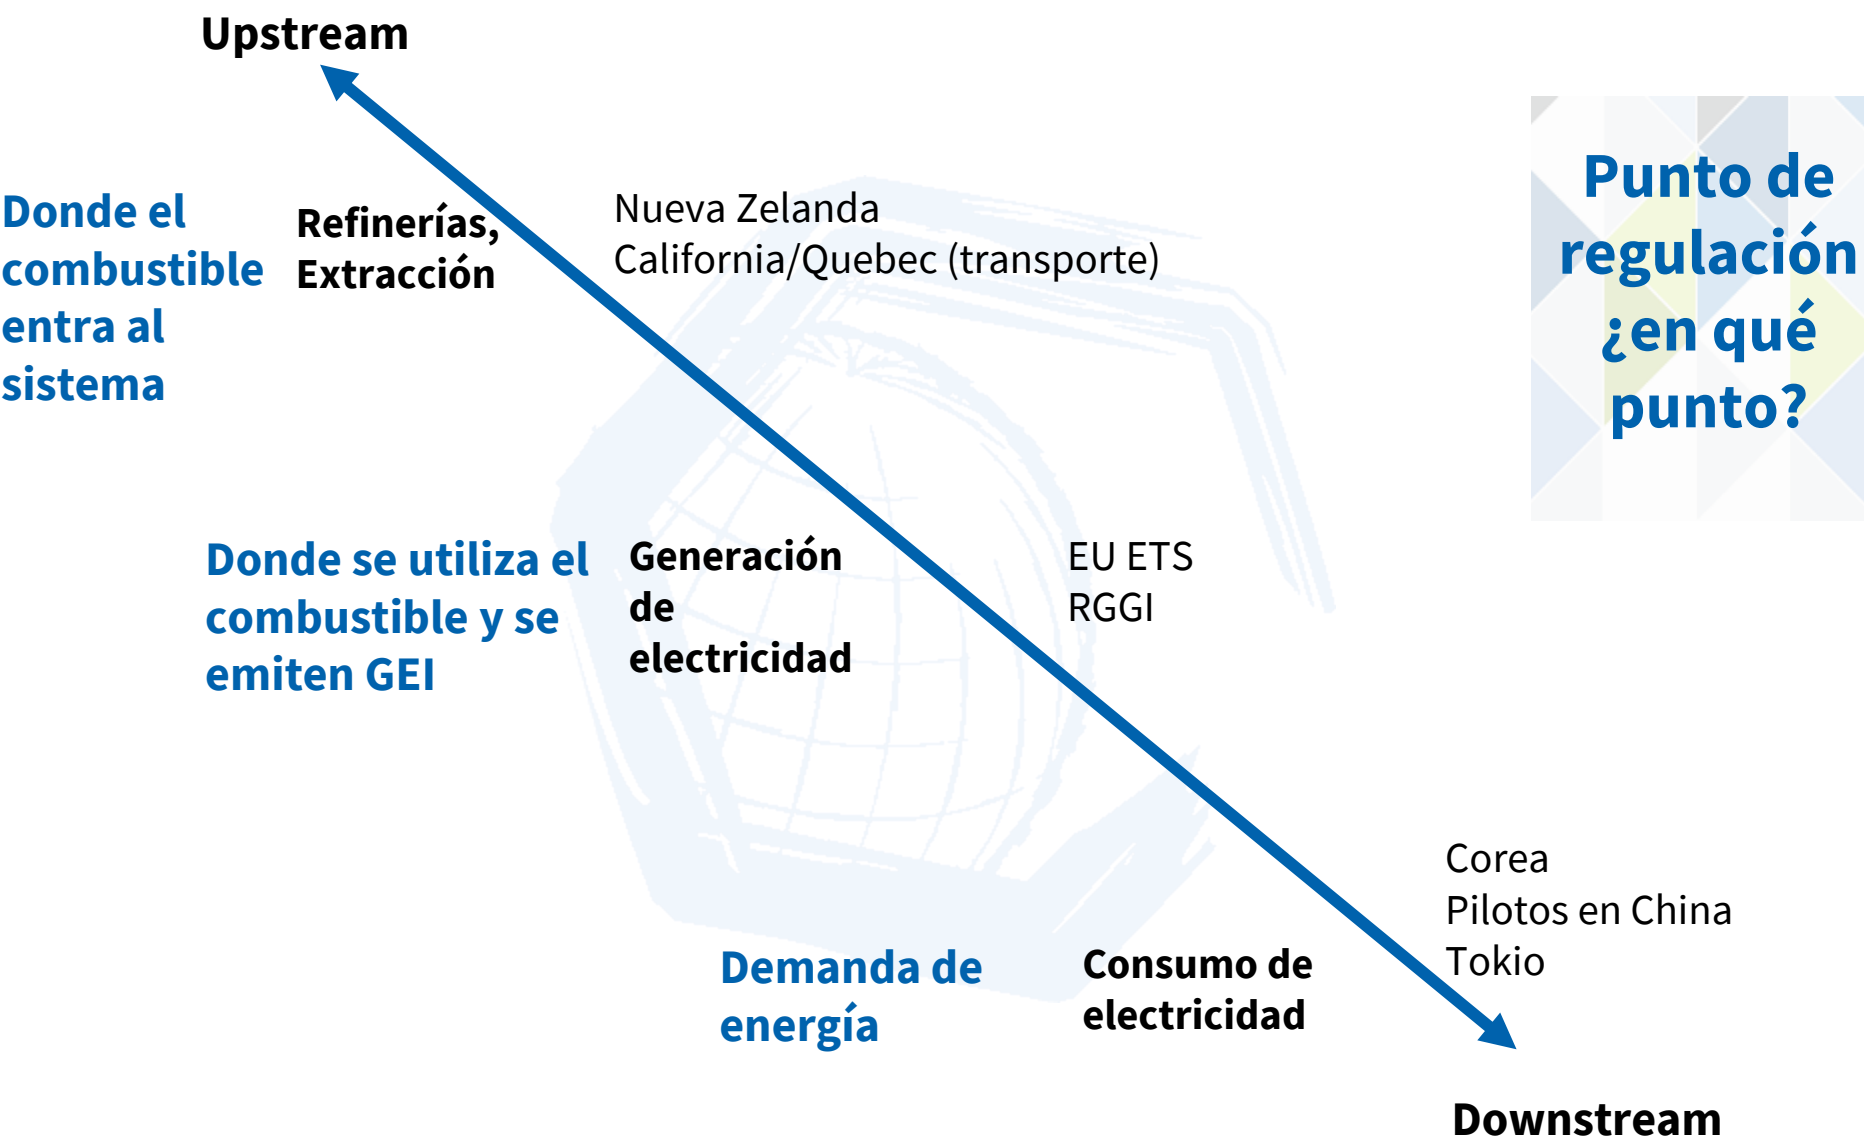 Upstream
Donde el
combustible
entra al
sistema
Refinerías,
Extracción
Nueva Zelanda
California/Quebec (transporte)
Punto de
regulación
¿en qué
punto?
Donde se utiliza el
combustible y se
emiten GEI
Generación
de
electricidad
EU ETS
RGGI
Demanda de
energía
Consumo de
electricidad
Corea
Pilotos en China
Tokio
Downstream